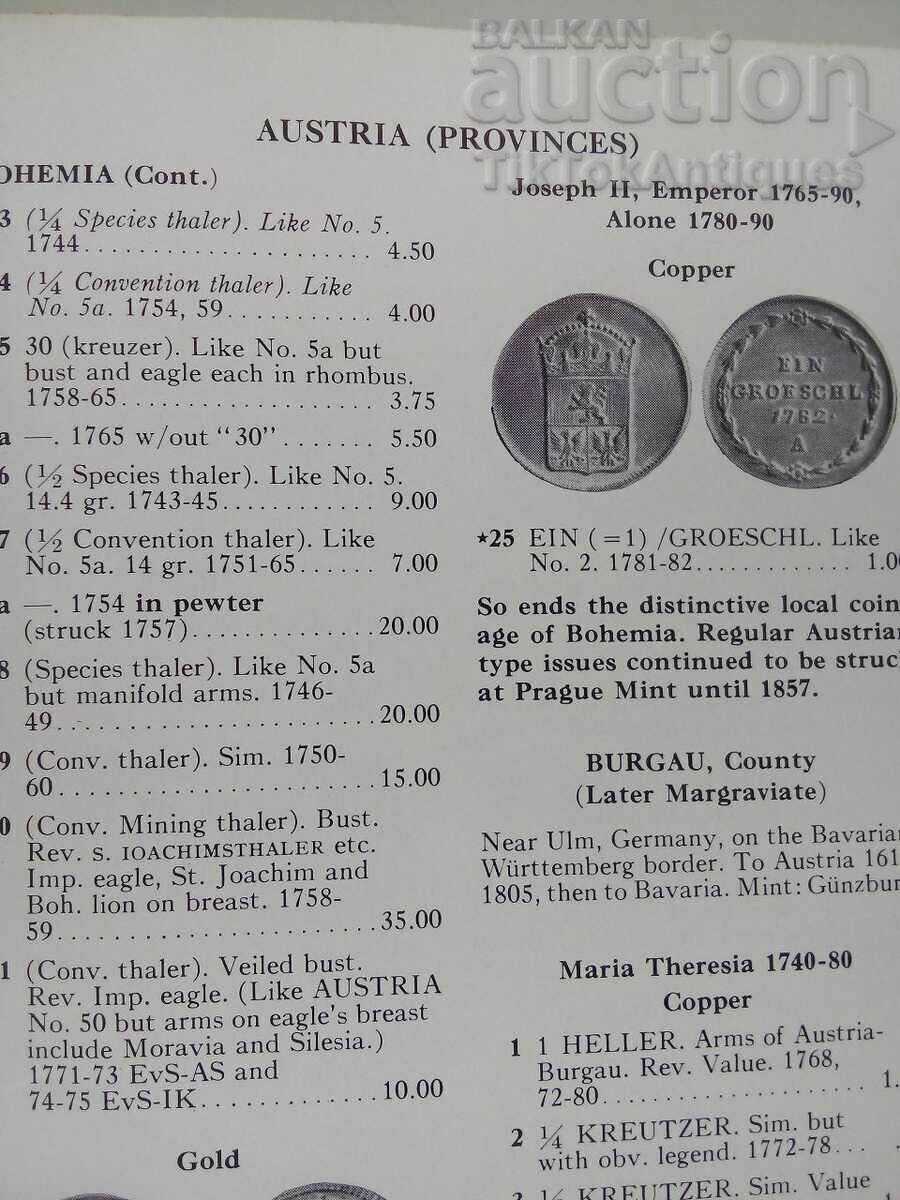 BALKAN
auction
TikTokAntiques
AUSTRIA (PROVINCES)
OHEMIA (Cont.)
3 (¼ Species thaler). Like No. 5.
1744.................... 4.50
4 (¼ Convention thaler). Like
No. 5a. 1754, 59........... 4.00
5 30 (kreuzer). Like No. 5a but
bust and eagle each in rhombus.
1758-65................... 3.75
a —. 1765 w/out "30"....... 5.50
6 (½ Species thaler). Like No. 5.
14.4 gr. 1743-45............ 9.00
7 (½ Convention thaler). Like
No. 5a. 14 gr. 1751-65...... 7.00
a —. 1754 in pewter
(struck 1757)..............20.00
8 (Species thaler). Like No. 5a
but manifold arms. 1746-
49........................20.00
9 (Conv. thaler). Sim. 1750-
60........................15.00
0 (Conv. Mining thaler). Bust.
Rev. S. IOACHIMSTHALER etc.
Imp. eagle, St. Joachim and
Boh. lion on breast. 1758-
59........................35.00
1 (Conv. thaler). Veiled bust.
Rev. Imp. eagle. (Like AUSTRIA
No. 50 but arms on eagle's breast
include Moravia and Silesia.)
1771-73 EvS-AS and
74-75 EvS-IK..............10.00
Gold
Joseph II, Emperor 1765-90,
Alone 1780-90
Copper
EIN
GROESCHL
1782·
A
★25 EIN (=1) /GROESCHL. Like
No. 2. 1781-82............ 1.0
So ends the distinctive local coin-
age of Bohemia. Regular Austrian
type issues continued to be struck
at Prague Mint until 1857.
BURGAU, County
(Later Margraviate)
Near Ulm, Germany, on the Bavarian
Württemberg border. To Austria 161
1805, then to Bavaria. Mint: Günzbur
Maria Theresia 1740-80
Copper
1 1 HELLER. Arms of Austria-
Burgau. Rev. Value. 1768,
72-80.................... 1.
2 ¼ KREUTZER. Sim. but
with obv. legend. 1772-78...
KREUTZER. Sim. Value